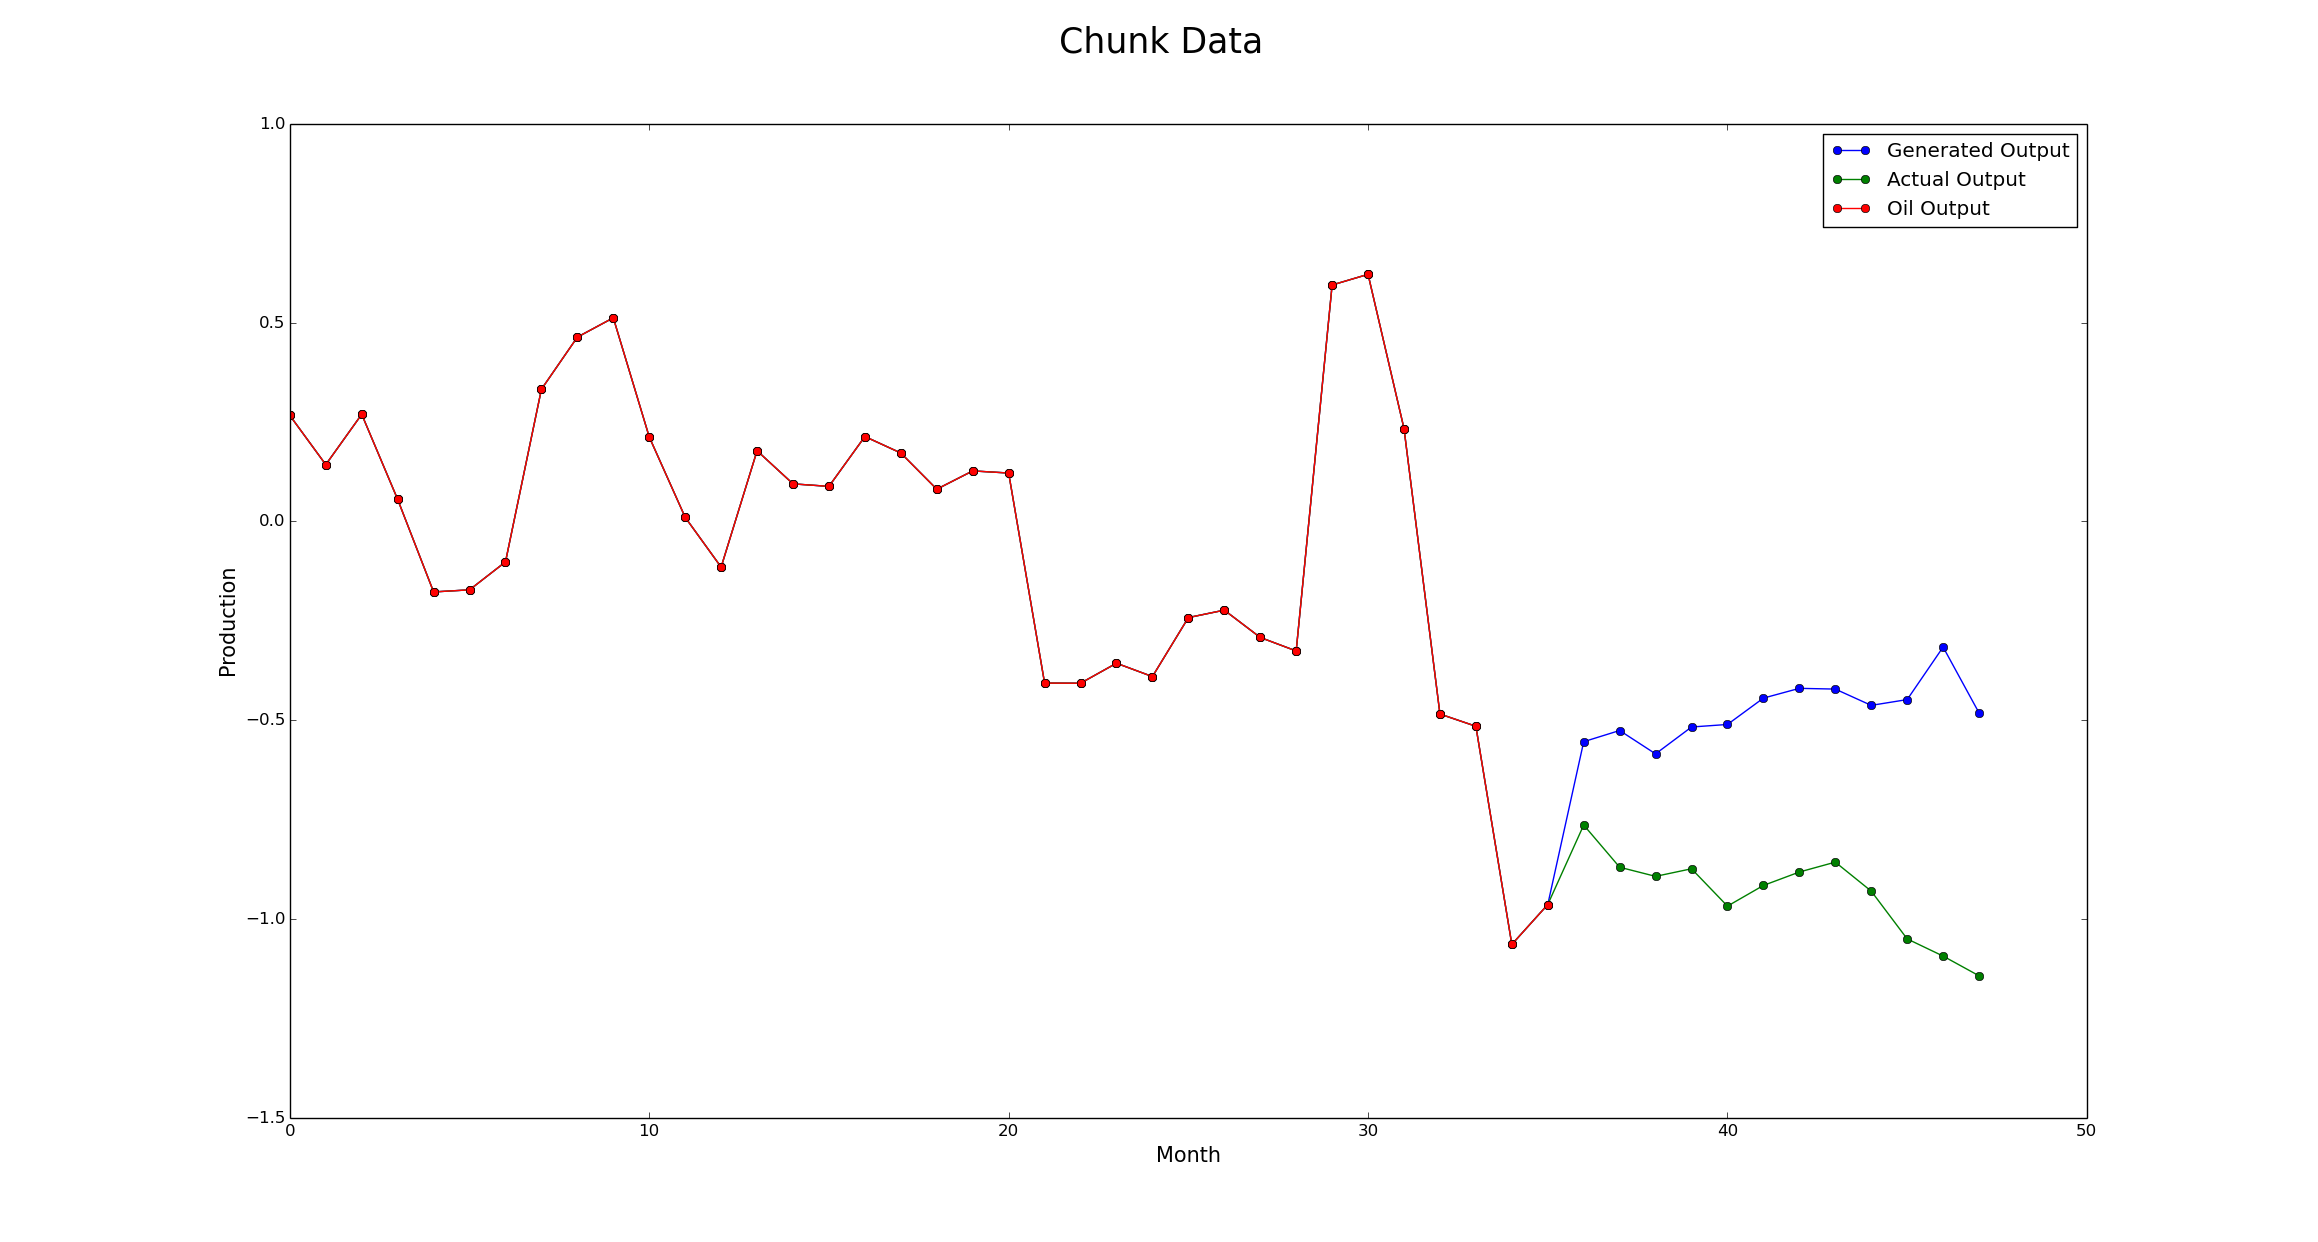 Chunk Data
1.0
0.5
0.0
−0.5
−1.0
−1.5
Production
Generated Output
Actual Output
Oil Output
0 10 20 30 40 50
Month